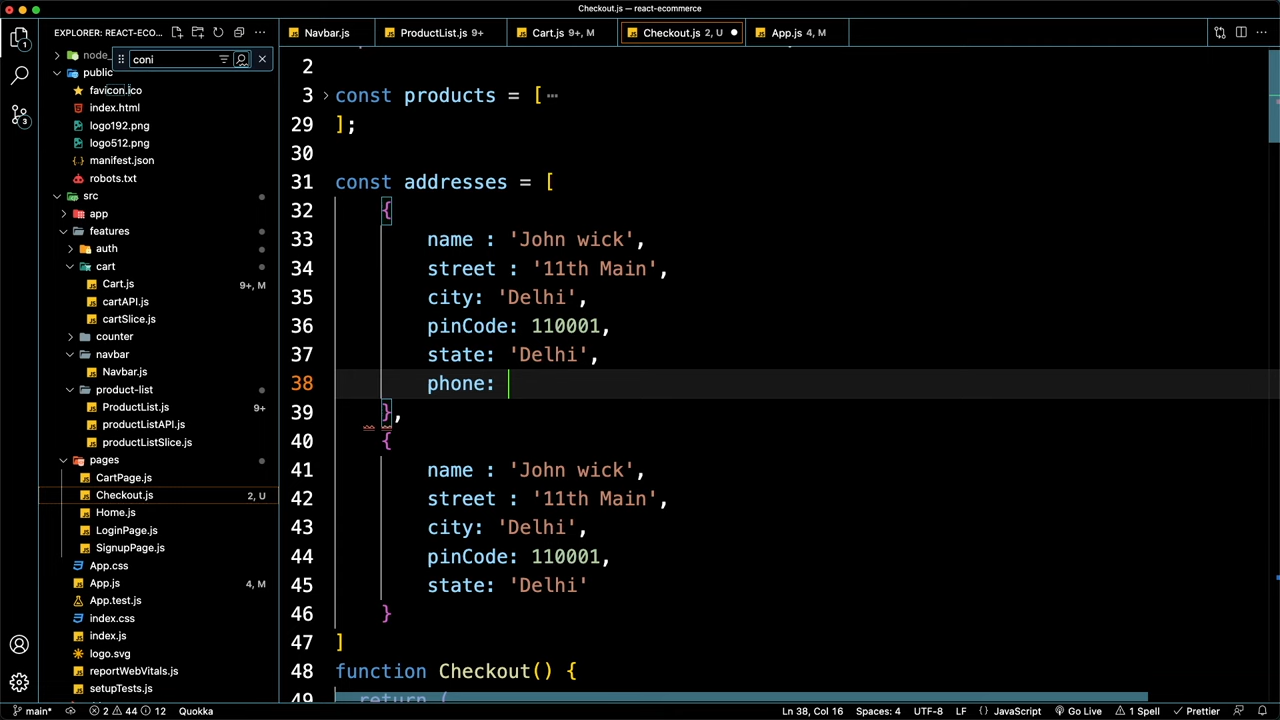 Checkout.js — react-ecommerce
EXPLORER: REACT-ECOM...
Navbar.js
ProductList.js 9+
Cart.js 9+, M
Checkout.js 2, U
App.js 4, M
node_
coni
public
favicon.ico
index.html
logo192.png
logo512.png
manifest.json
robots.txt
src
app
features
auth
cart
Cart.js 9+, M
cartAPI.js
cartSlice.js
counter
navbar
Navbar.js
product-list
ProductList.js 9+
productListAPI.js
productListSlice.js
pages
CartPage.js
Checkout.js 2, U
Home.js
LoginPage.js
SignupPage.js
App.css
App.js 4, M
App.test.js
index.css
index.js
logo.svg
reportWebVitals.js
setupTests.js
2
3 const products = [
29 ];
30
31 const addresses = [
32 {
33 name : 'John wick',
34 street : '11th Main',
35 city: 'Delhi',
36 pinCode: 110001,
37 state: 'Delhi',
38 phone:
39 },
40 {
41 name : 'John wick',
42 street : '11th Main',
43 city: 'Delhi',
44 pinCode: 110001,
45 state: 'Delhi'
46 }
47 ]
48 function Checkout() {
49 return (
main* 2 44 12 Quokka Ln 38, Col 16 Spaces: 4 UTF-8 LF {} JavaScript Go Live 1 Spell Prettier